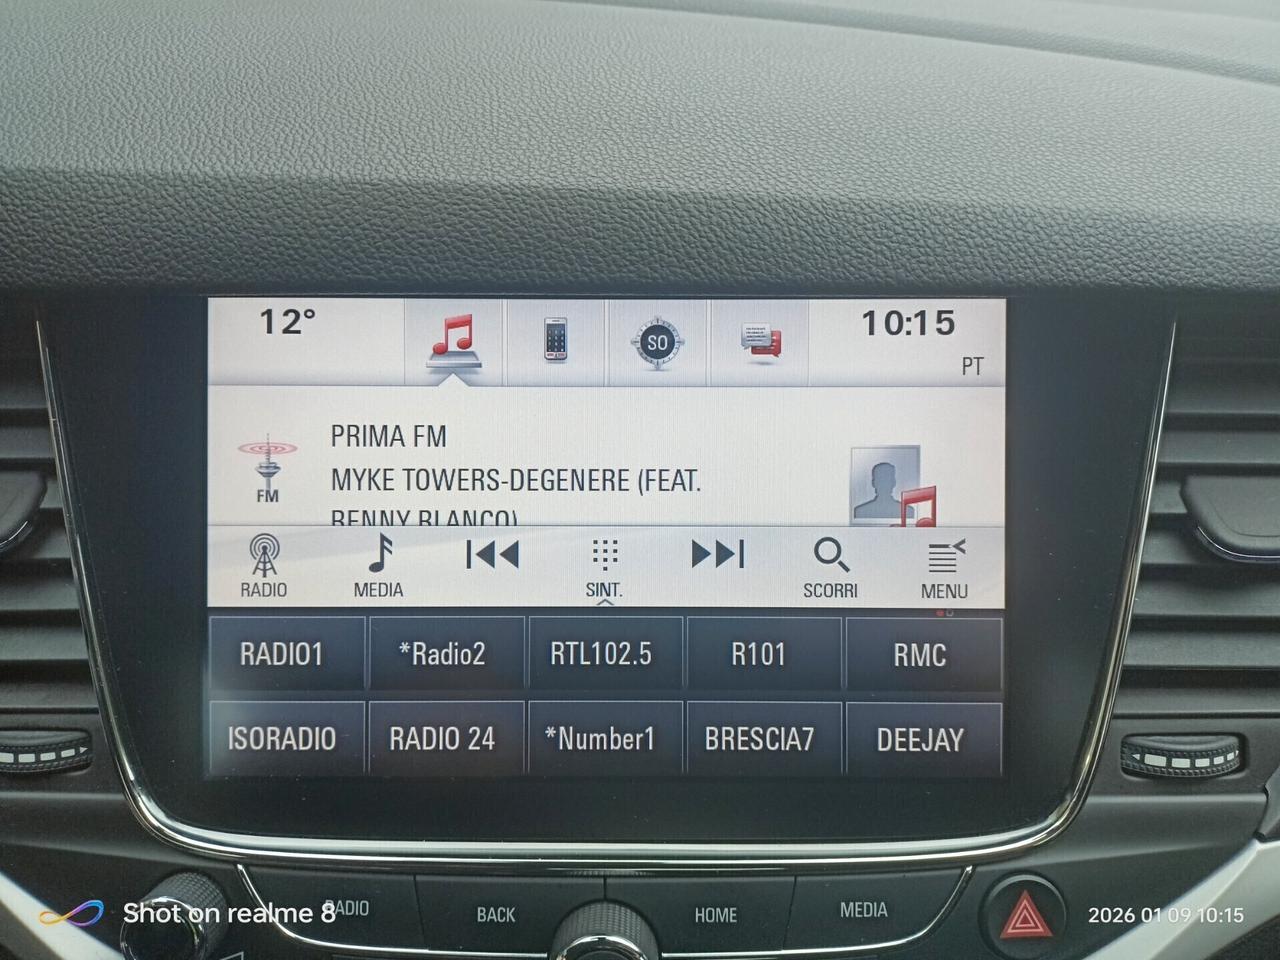 12°
SO
10:15
PT
PRIMA FM
MYKE TOWERS-DEGENERE (FEAT.
BENNY BLANCO)
FM
RADIO
MEDIA
SINT.
SCORRI
MENU
RADIO1
*Radio2
RTL102.5
R101
RMC
ISORADIO
RADIO 24
*Number1
BRESCIA7
DEEJAY
RADIO
BACK
HOME
MEDIA
Shot on realme 8
2026 01 09 10:15